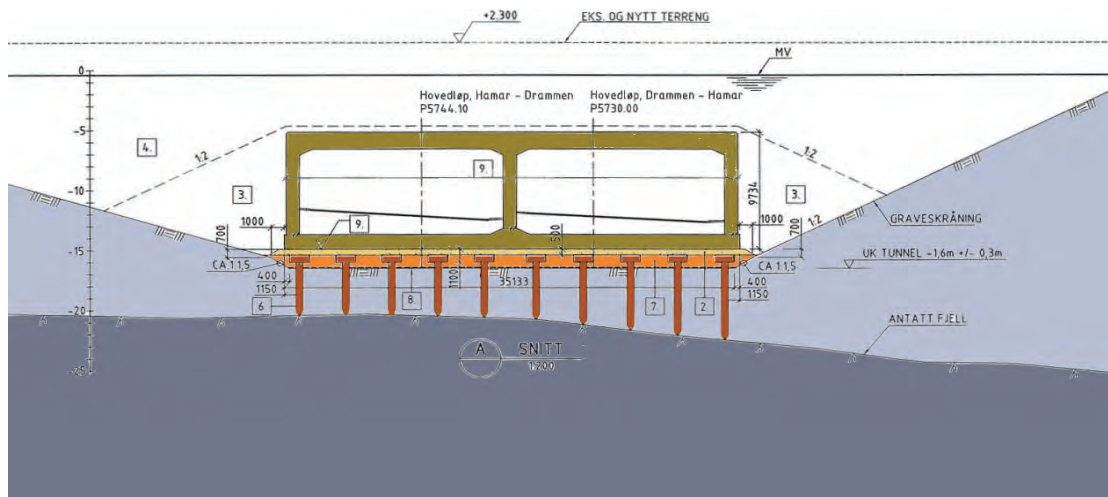 +2.300
EKS. OG NYTT TERRENG
MV
0
Hovedløp, Hamar - Drammen
P5744.10
Hovedløp, Drammen - Hamar
P5730.00
-5
4.
1:2
9.
1:2
9734
-10
3.
3.
1000
9.
1000
1:2
GRAVESKRÅNING
700
500
700
-15
UK TUNNEL -1,6m +/- 0,3m
CA 1:1,5
1100
CA 1:1,5
400
35133
400
1150
8.
7
2
1150
6
-20
ANTATT FJELL
A
SNITT
1:200
-25